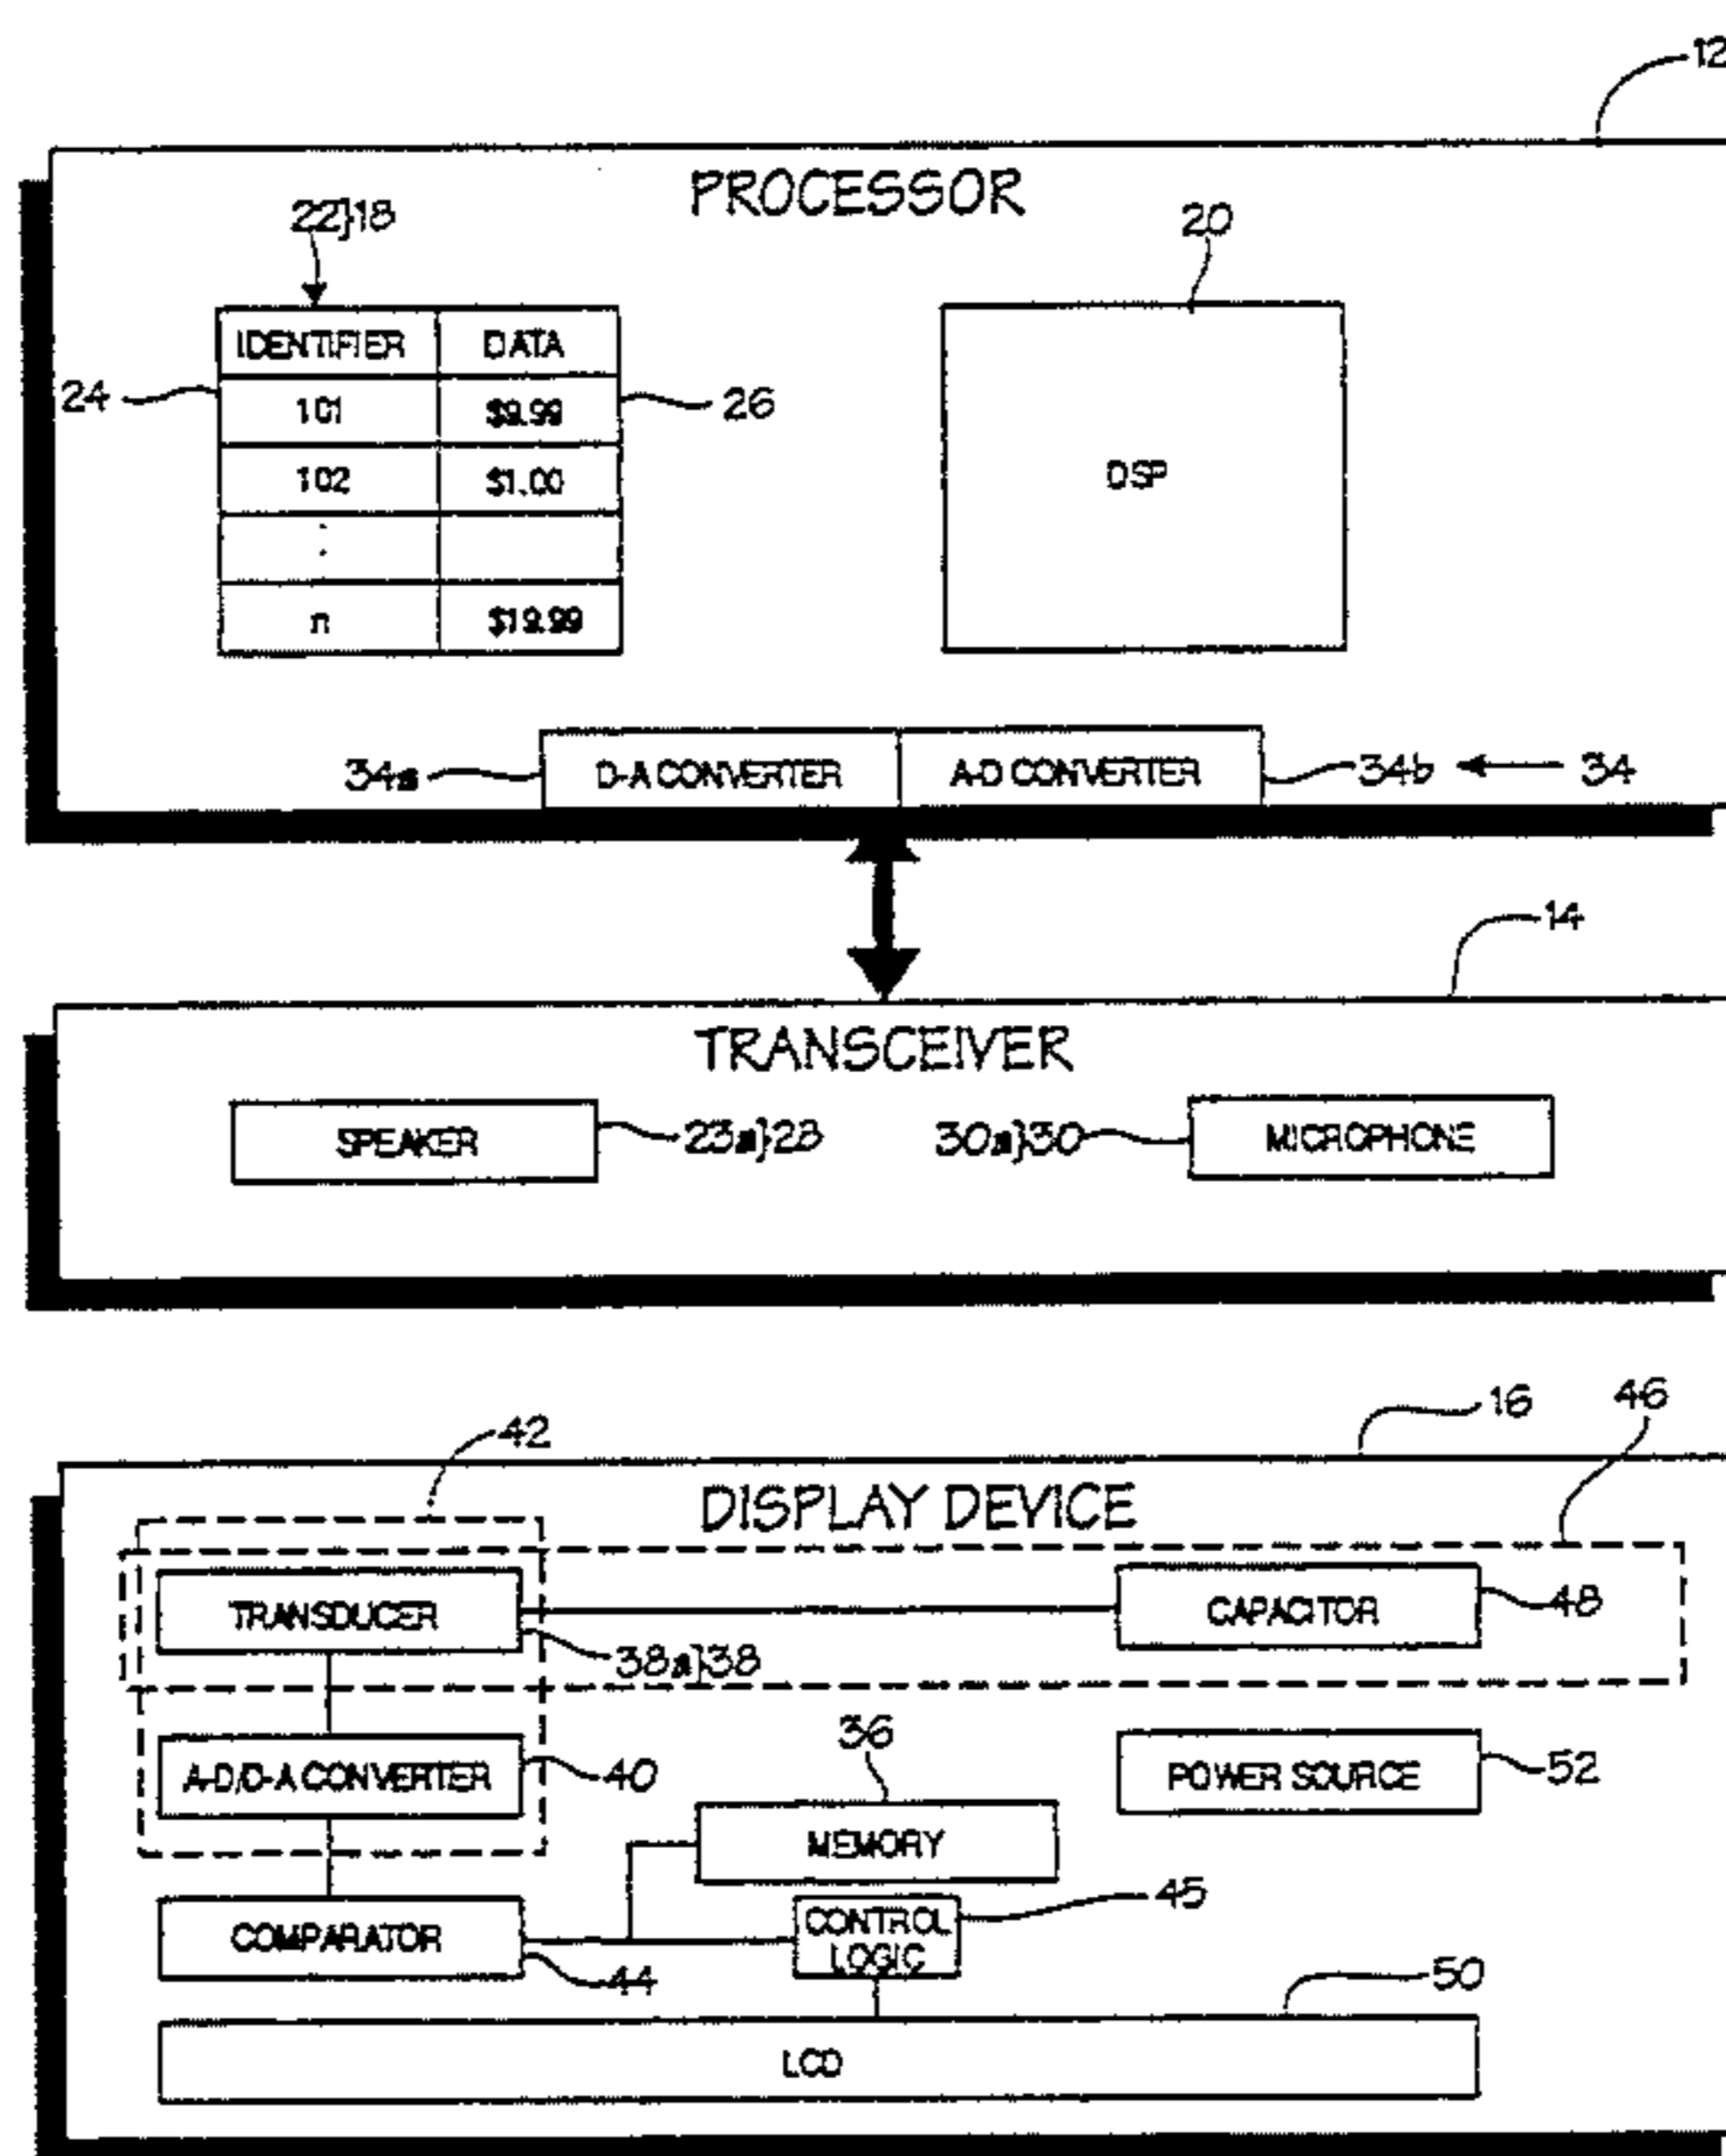 12
PROCESSOR
22}18
20
IDENTIFIER DATA
24
101 $9.99
26
102 $1.00
DSP
n $19.99
34a
D-A CONVERTER
A-D CONVERTER
34b
34
14
TRANSCEIVER
SPEAKER
23a}28
30a}30
MICROPHONE
16
46
42
DISPLAY DEVICE
TRANSDUCER
CAPACITOR
48
38a}38
36
A-D/D-A CONVERTER
40
POWER SOURCE
52
MEMORY
45
COMPARATOR
CONTROL
LOGIC
44
50
LCD